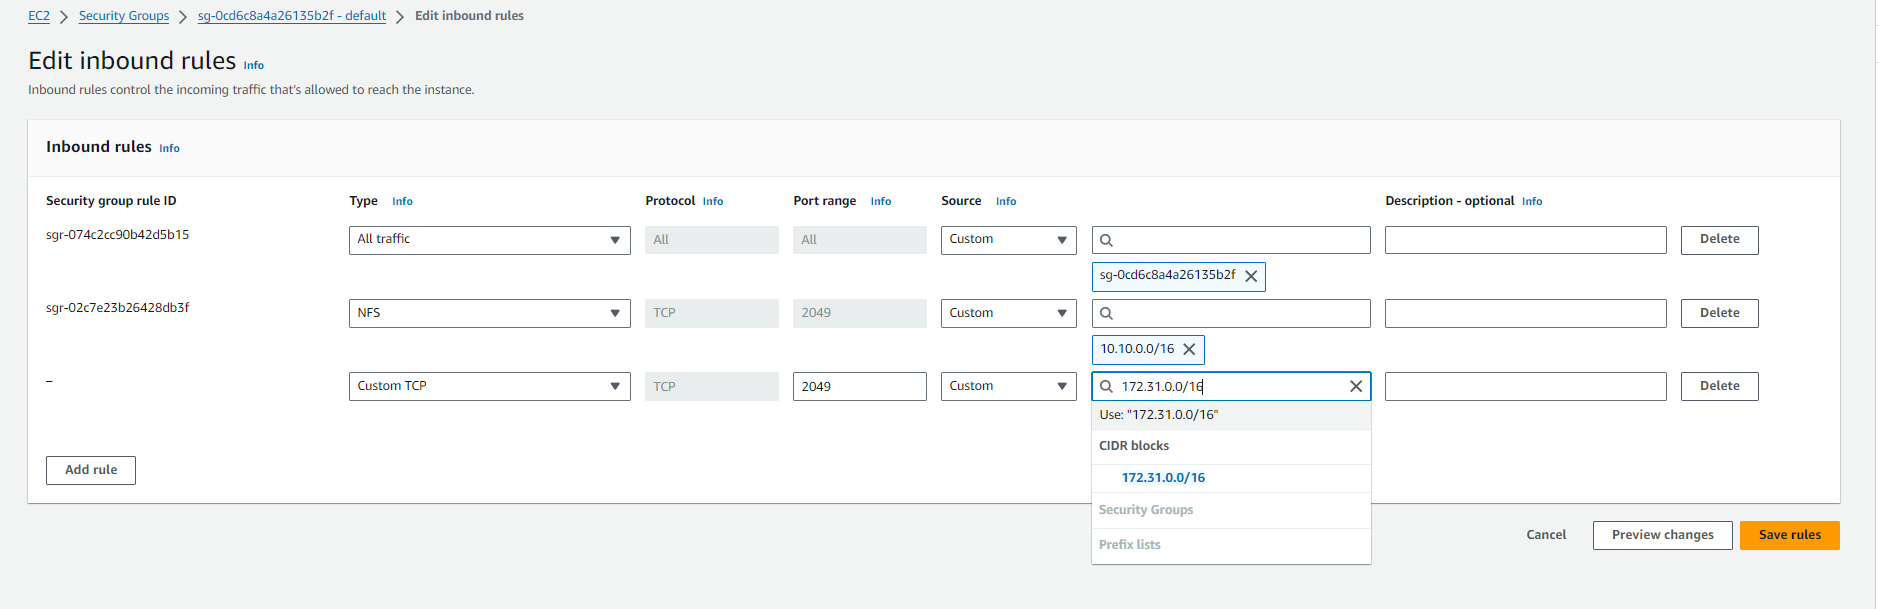 EC2 > Security Groups > sg-0cd6c8a4a26135b2f - default > Edit inbound rules
Edit inbound rules Info
Inbound rules control the incoming traffic that's allowed to reach the instance.
Inbound rules Info
Security group rule ID Type Info Protocol Info Port range Info Source Info Description - optional Info
sgr-074c2cc90b42d5b15 All traffic All All Custom Delete
sg-0cd6c8a4a26135b2f
sgr-02c7e23b26428db3f NFS TCP 2049 Custom Delete
10.10.0.0/16
– Custom TCP TCP 2049 Custom 172.31.0.0/16 Delete
Use: "172.31.0.0/16"
CIDR blocks
172.31.0.0/16
Security Groups
Prefix lists
Add rule
Cancel Preview changes Save rules